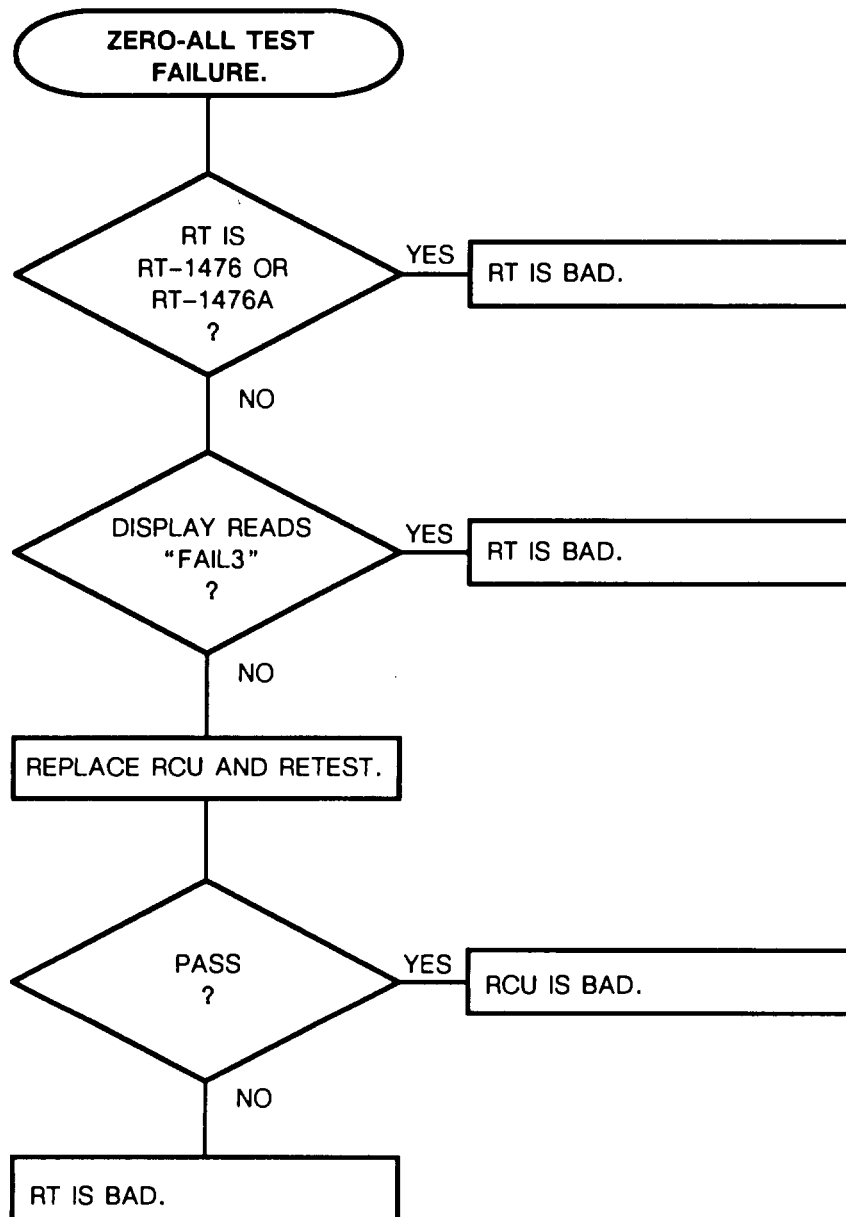 ZERO-ALL TEST
FAILURE.
RT IS
RT-1476 OR
RT-1476A
?
YES
RT IS BAD.
NO
DISPLAY READS
"FAIL3"
?
YES
RT IS BAD.
NO
REPLACE RCU AND RETEST.
PASS
?
YES
RCU IS BAD.
NO
RT IS BAD.